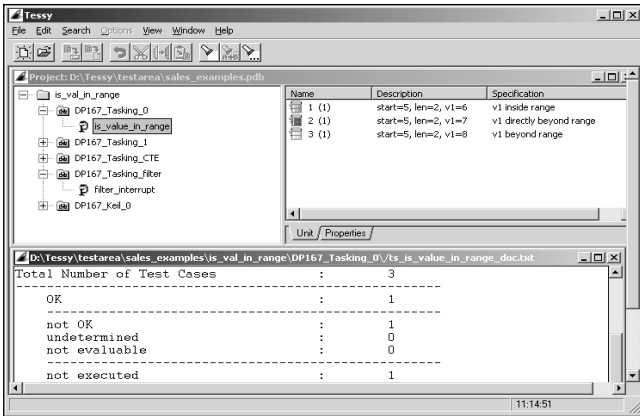 Tessy
File Edit Search Options View Window Help
Project: D:\Tessy\testarea\sales_examples.pdb
is_val_in_range
DP167_Tasking_0
is_value_in_range
DP167_Tasking_1
DP167_Tasking_CTE
DP167_Tasking_filter
filter_interrupt
DP167_Keil_0
Name Description Specification
1 (1) start=5, len=2, v1=6 v1 inside range
2 (1) start=5, len=2, v1=7 v1 directly beyond range
3 (1) start=5, len=2, v1=8 v1 beyond range
Unit Properties
D:\Tessy\testarea\sales_examples\is_val_in_range\DP167_Tasking_0\/ts_is_value_in_range_doc.txt
Total Number of Test Cases : 3
OK : 1
not OK : 1
undetermined : 0
not evaluable : 0
not executed : 1
11:14:51